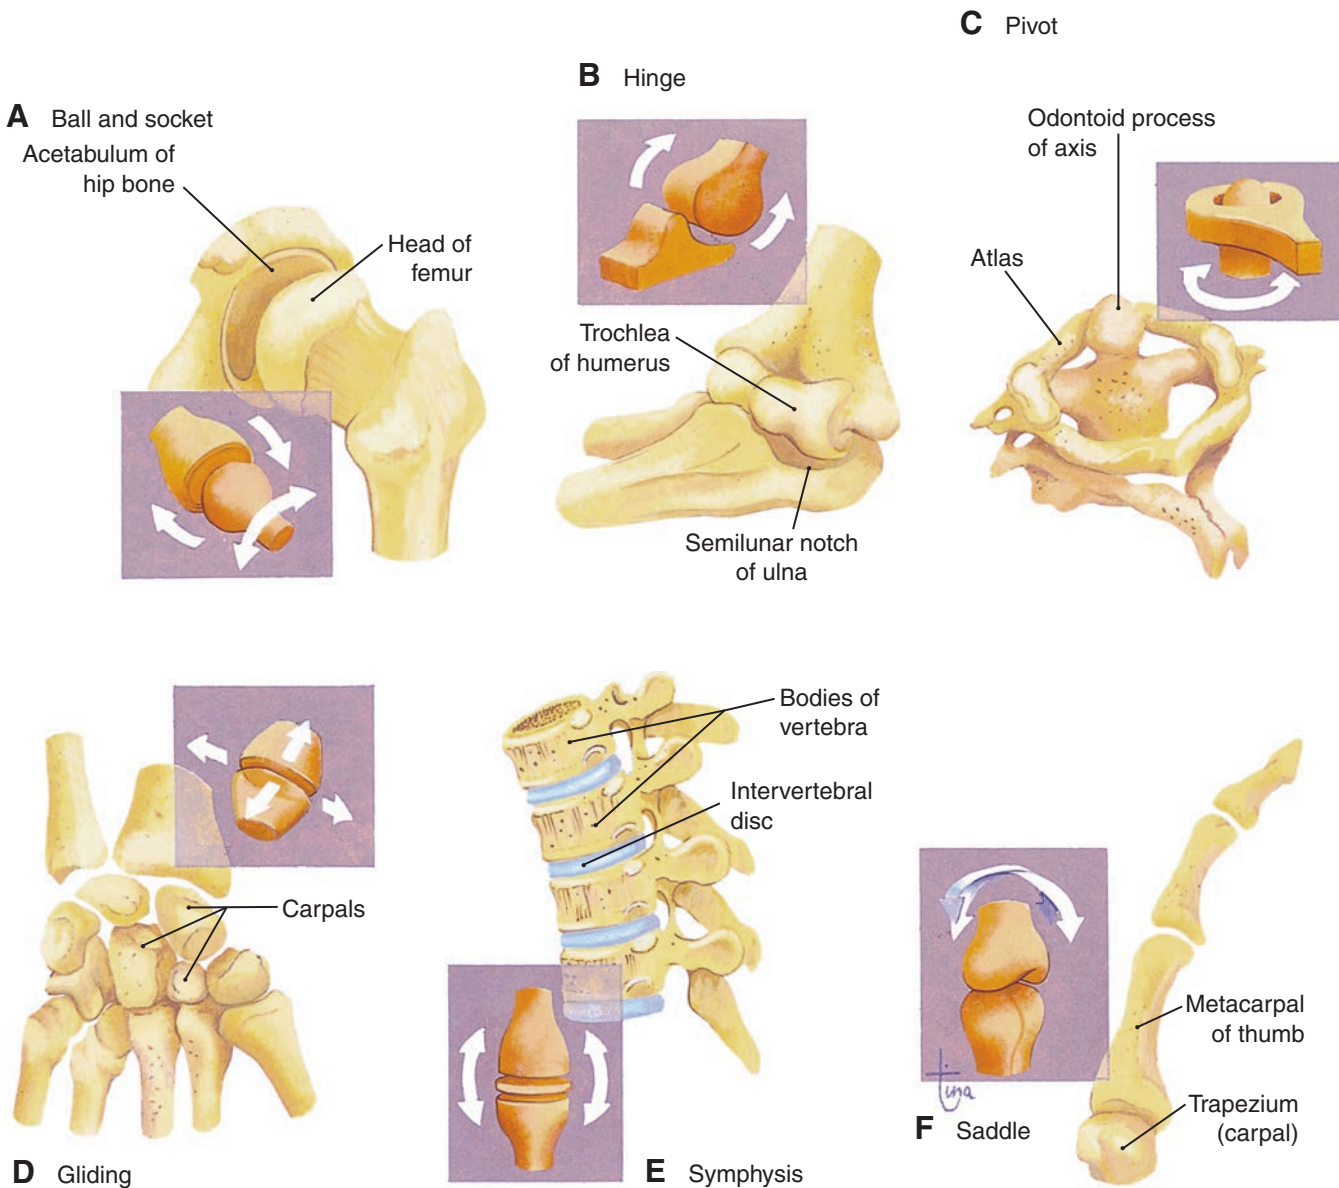 A Ball and socket
Acetabulum of
hip bone
Head of
femur
B Hinge
Trochlea
of humerus
Semilunar notch
of ulna
C Pivot
Odontoid process
of axis
Atlas
Carpals
D Gliding
Bodies of
vertebra
Intervertebral
disc
E Symphysis
Metacarpal
of thumb
Trapezium
(carpal)
tina
F Saddle